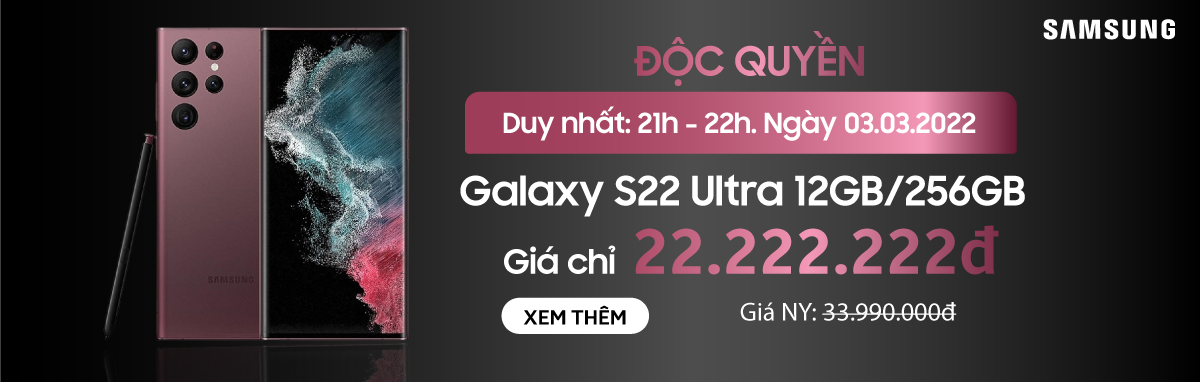 SAMSUNG
ĐỘC QUYỀN
Duy nhất: 21h - 22h. Ngày 03.03.2022
Galaxy S22 Ultra 12GB/256GB
Giá chỉ 22.222.222đ
XEM THÊM
Giá NY: 33.990.000đ
SAMSUNG